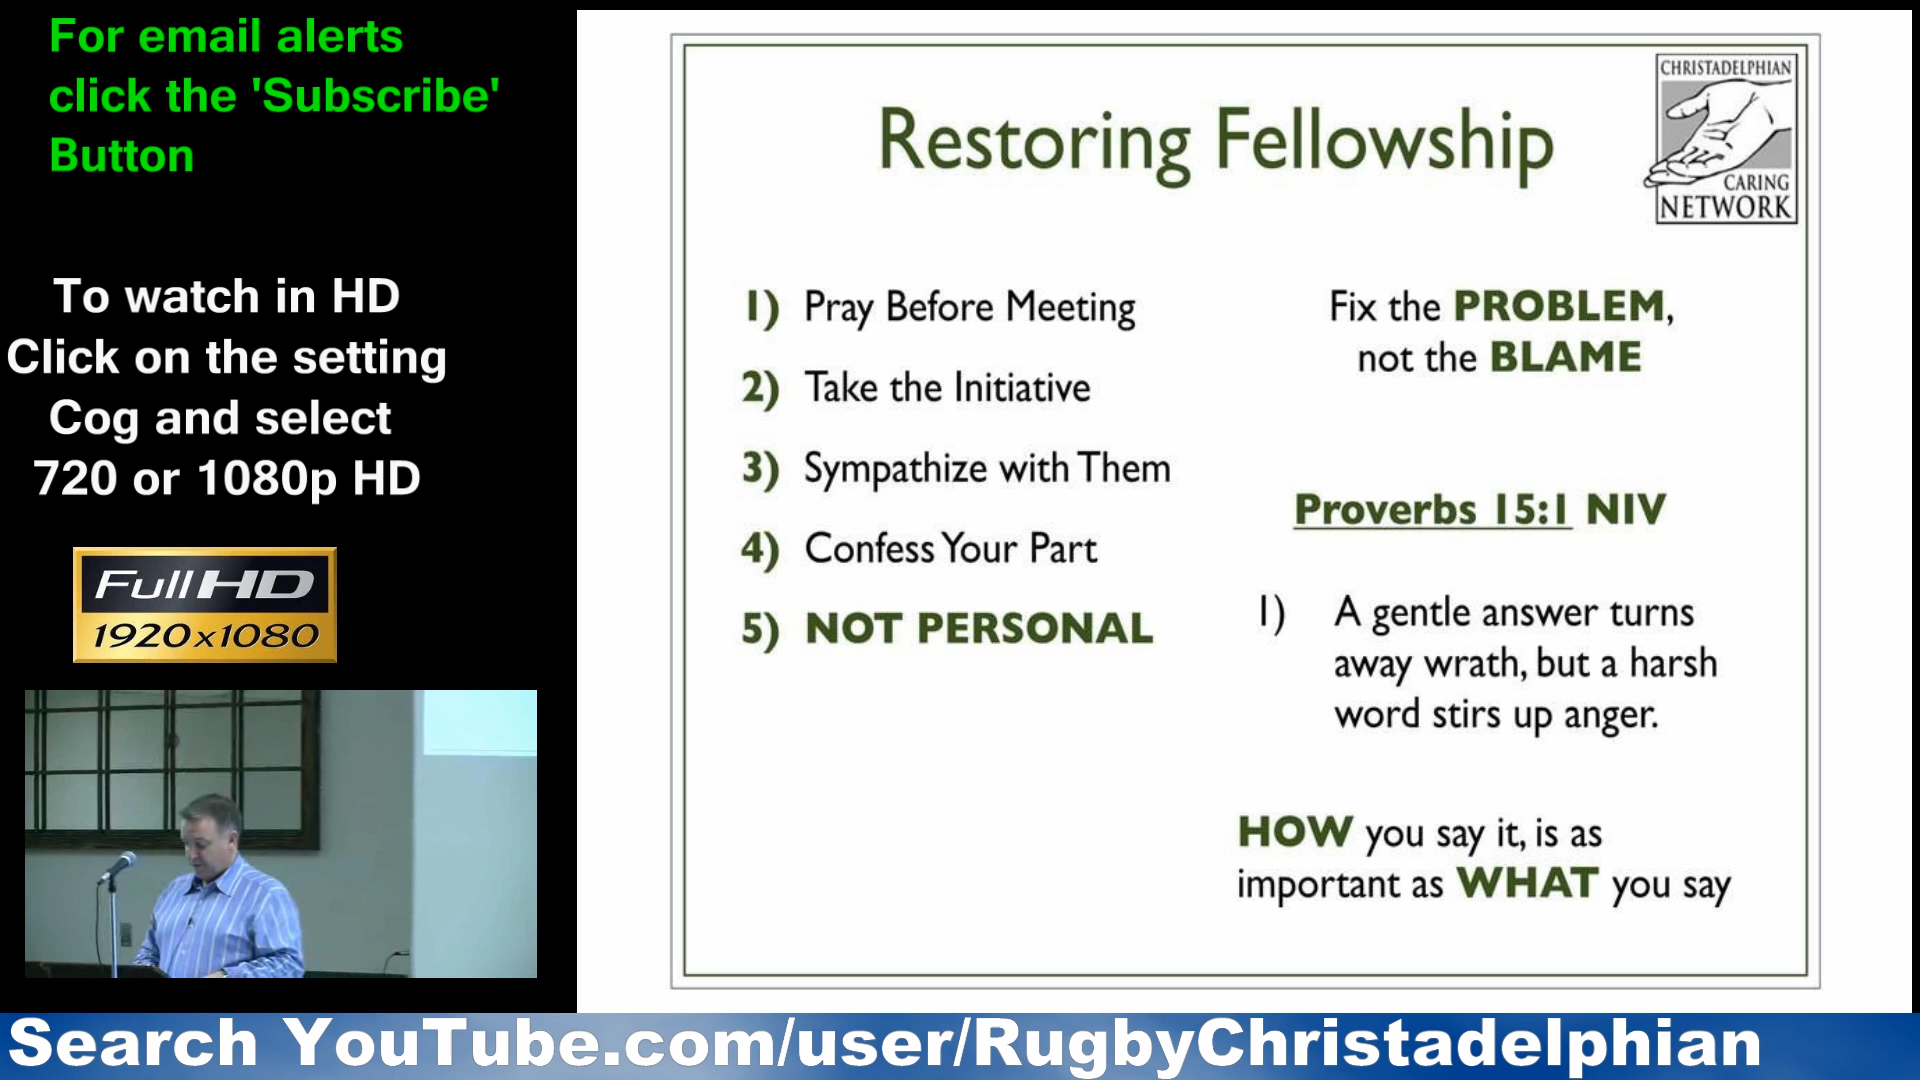 For email alerts
click the 'Subscribe'
Button
To watch in HD
Click on the setting
Cog and select
720 or 1080p HD
Full HD
1920x1080
Restoring Fellowship
CHRISTADELPHIAN
CARING
NETWORK
1) Pray Before Meeting
2) Take the Initiative
3) Sympathize with Them
4) Confess Your Part
5) NOT PERSONAL
Fix the PROBLEM,
not the BLAME
Proverbs 15:1 NIV
1) A gentle answer turns
away wrath, but a harsh
word stirs up anger.
HOW you say it, is as
important as WHAT you say
Search YouTube.com/user/RugbyChristadelphian